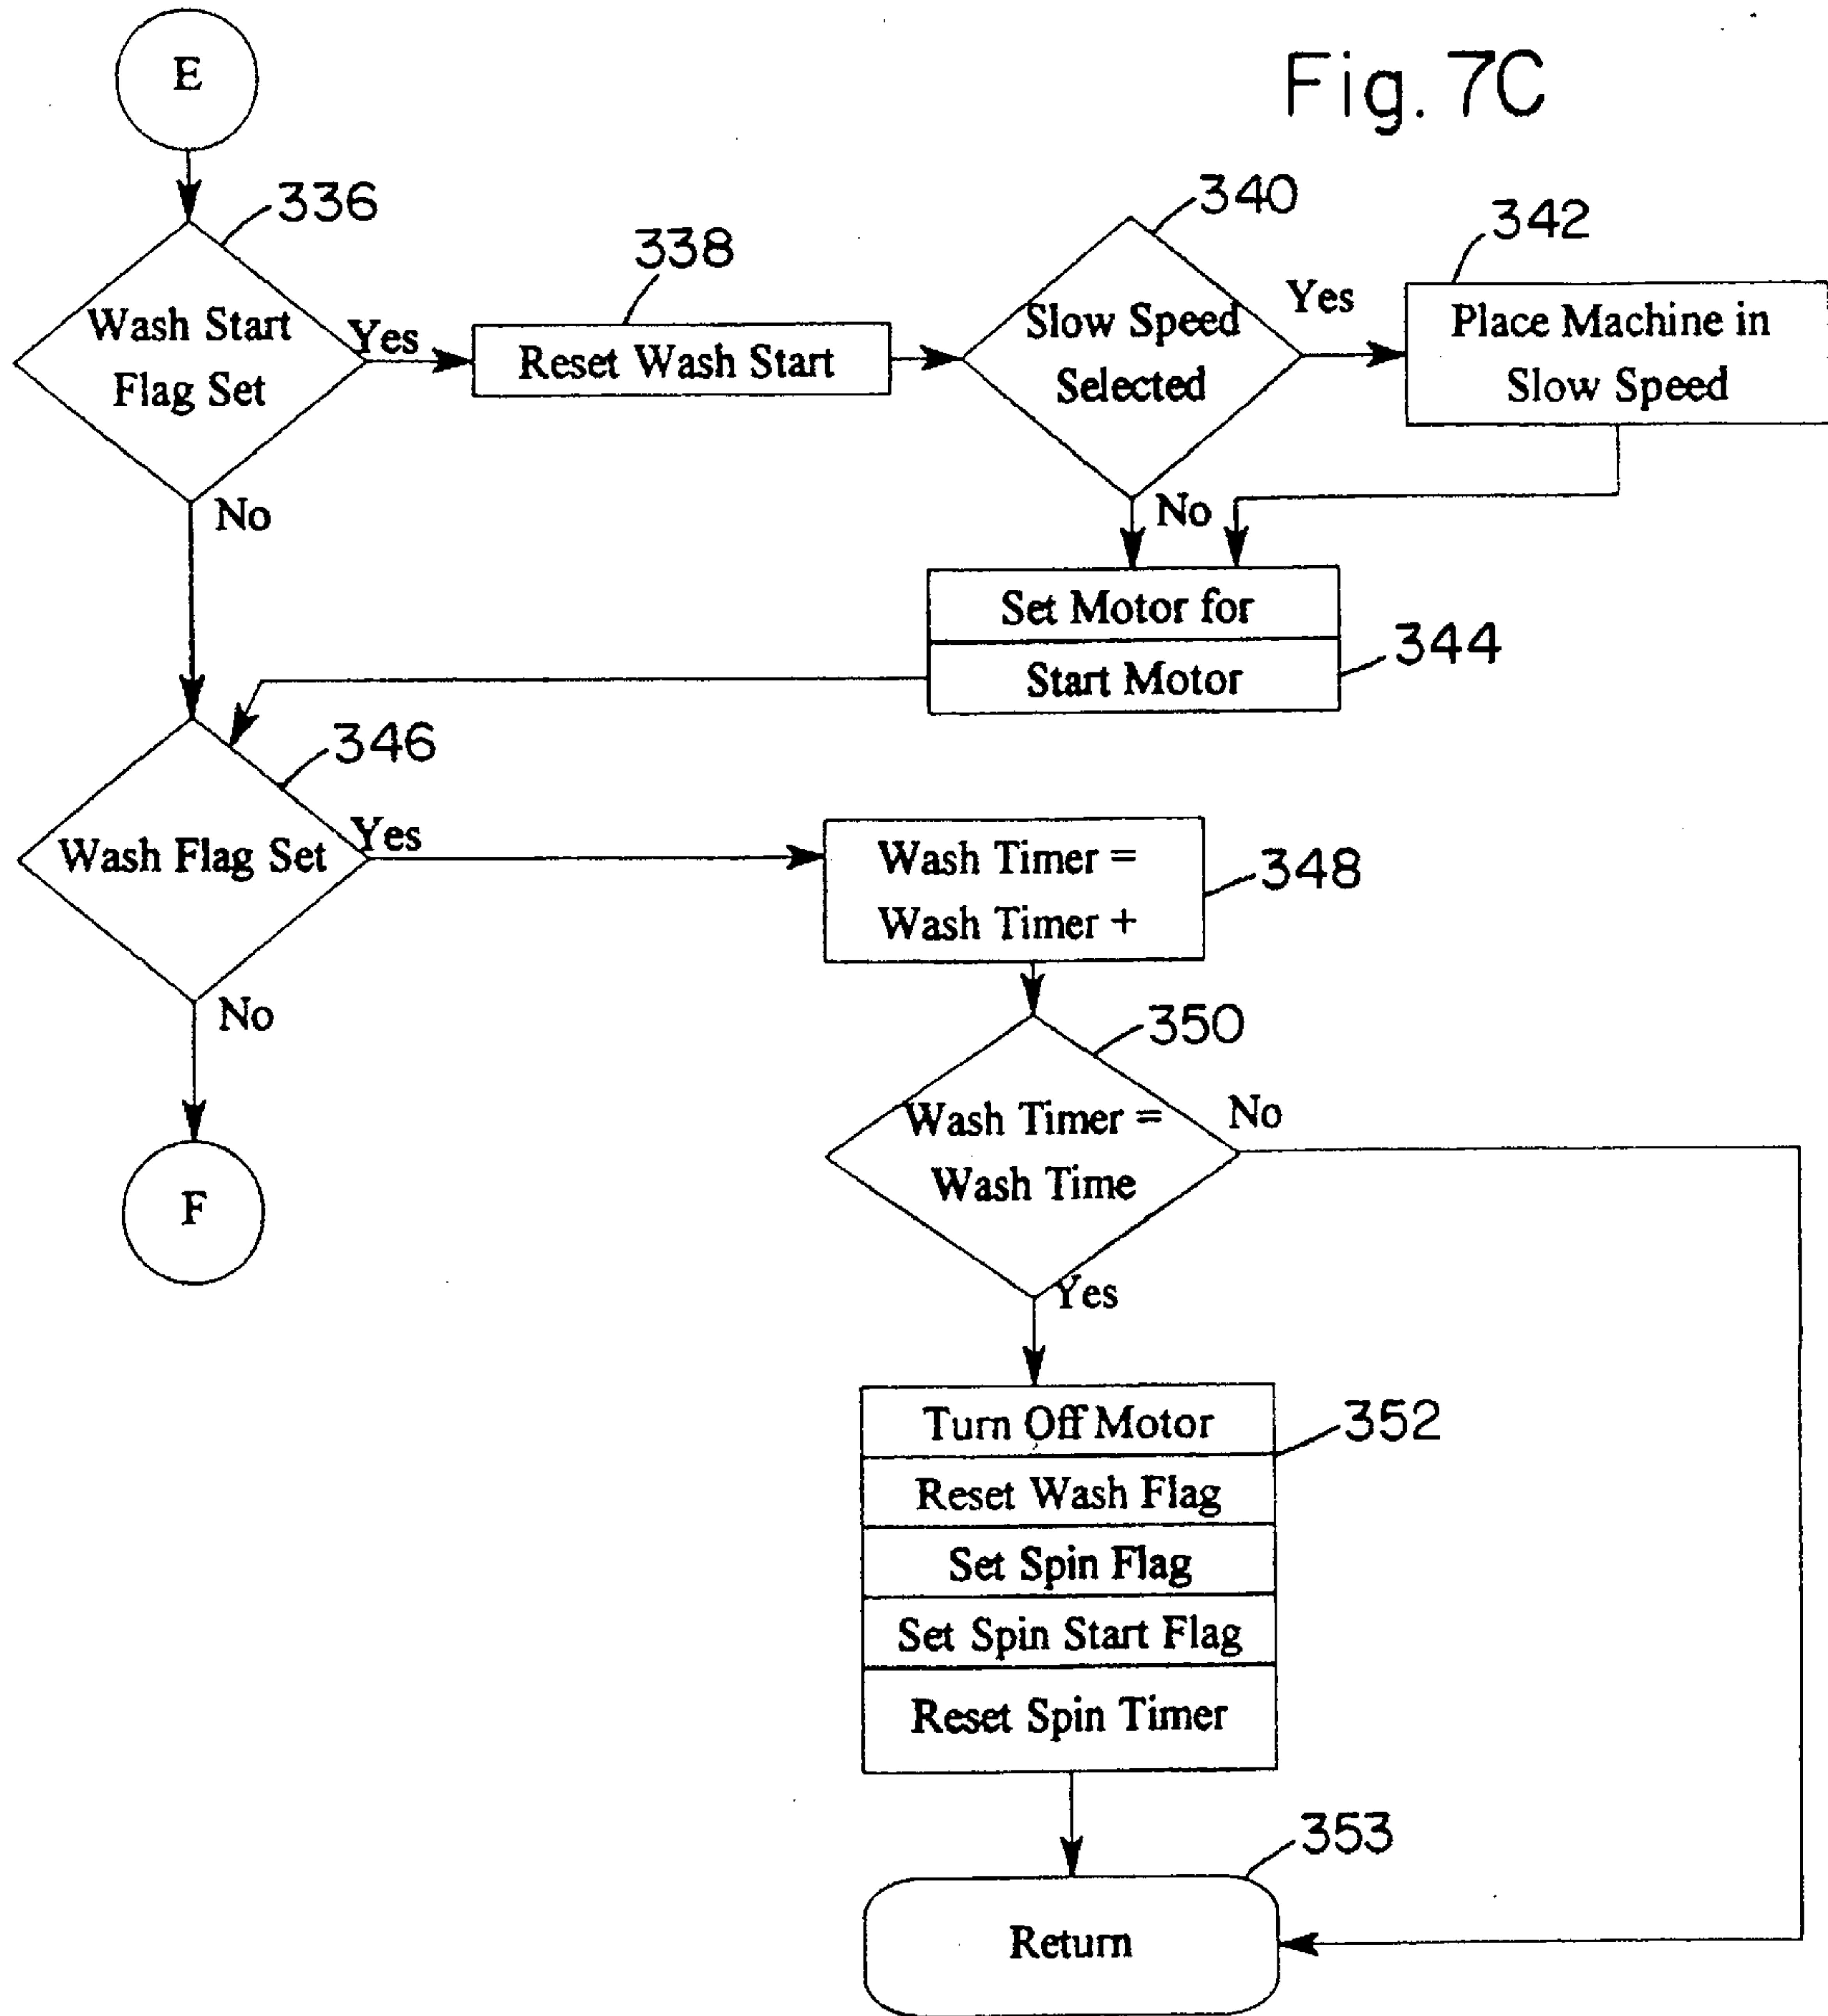 Fig. 7C
E
336
Wash Start
Flag Set
Yes
No
338
Reset Wash Start
340
Slow Speed
Selected
Yes
No
342
Place Machine in
Slow Speed
Set Motor for
Start Motor
344
346
Wash Flag Set
Yes
No
F
Wash Timer =
Wash Timer +
348
350
Wash Timer =
Wash Time
No
Yes
Turn Off Motor
352
Reset Wash Flag
Set Spin Flag
Set Spin Start Flag
Reset Spin Timer
353
Return